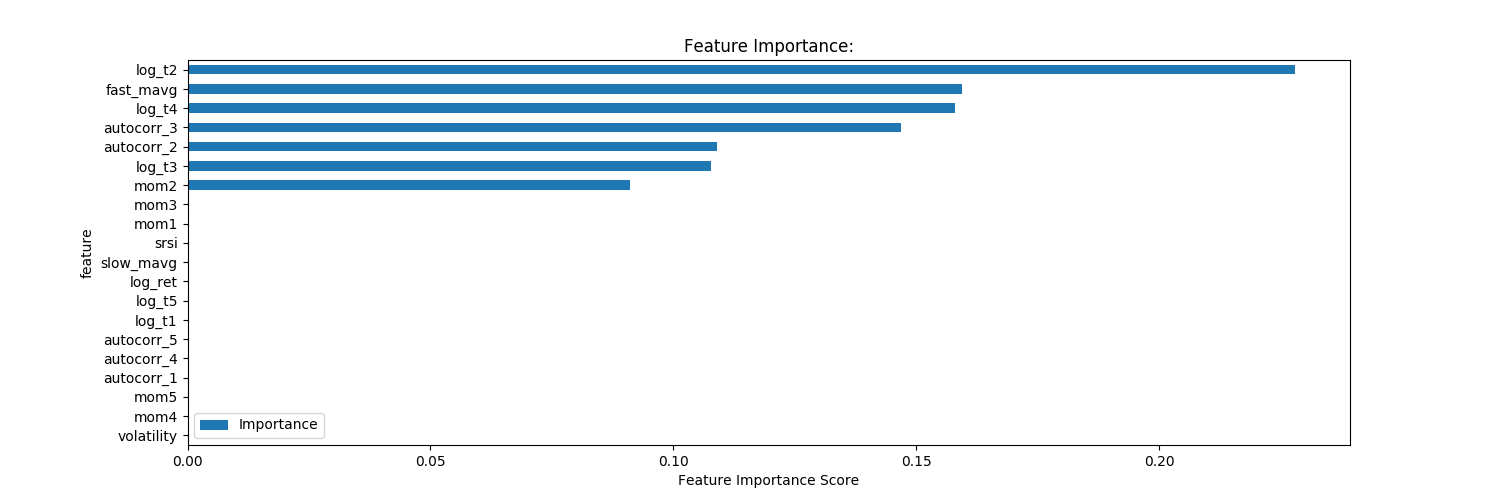 Feature Importance:
log_t2
fast_mavg
log_t4
autocorr_3
autocorr_2
log_t3
mom2
mom3
mom1
srsi
slow_mavg
log_ret
log_t5
log_t1
autocorr_5
autocorr_4
autocorr_1
mom5
mom4
volatility
feature
Importance
0.00 0.05 0.10 0.15 0.20
Feature Importance Score